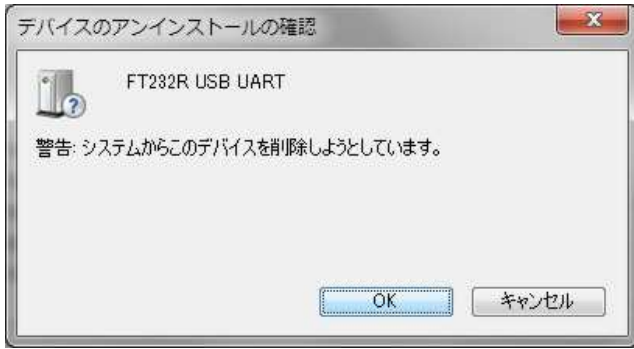 デバイスのアンインストールの確認
FT232R USB UART
警告: システムからこのデバイスを削除しようとしています。
OK
キャンセル